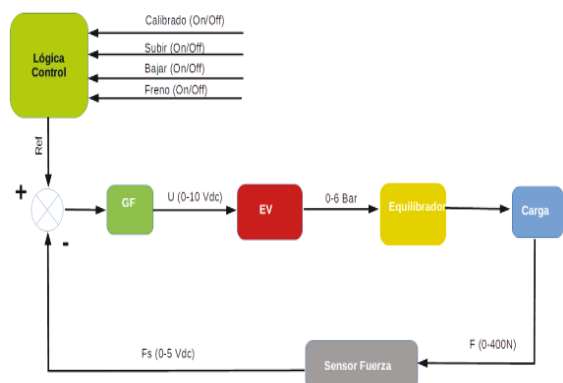 Calibrado (On/Off)
Subir (On/Off)
Bajar (On/Off)
Freno (On/Off)
Lógica
Control
Ref
+
-
GF
U (0-10 Vdc)
EV
0-6 Bar
Equilibrador
Carga
F (0-400N)
Sensor Fuerza
Fs (0-5 Vdc)